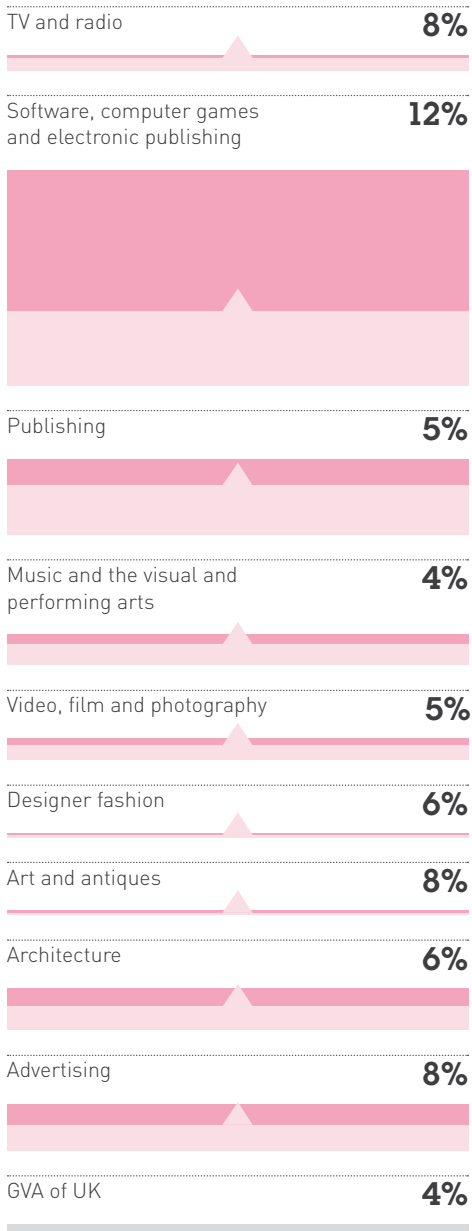 TV and radio 8%
Software, computer games 12%
and electronic publishing
Publishing 5%
Music and the visual and 4%
performing arts
Video, film and photography 5%
Designer fashion 6%
Art and antiques 8%
Architecture 6%
Advertising 8%
GVA of UK 4%